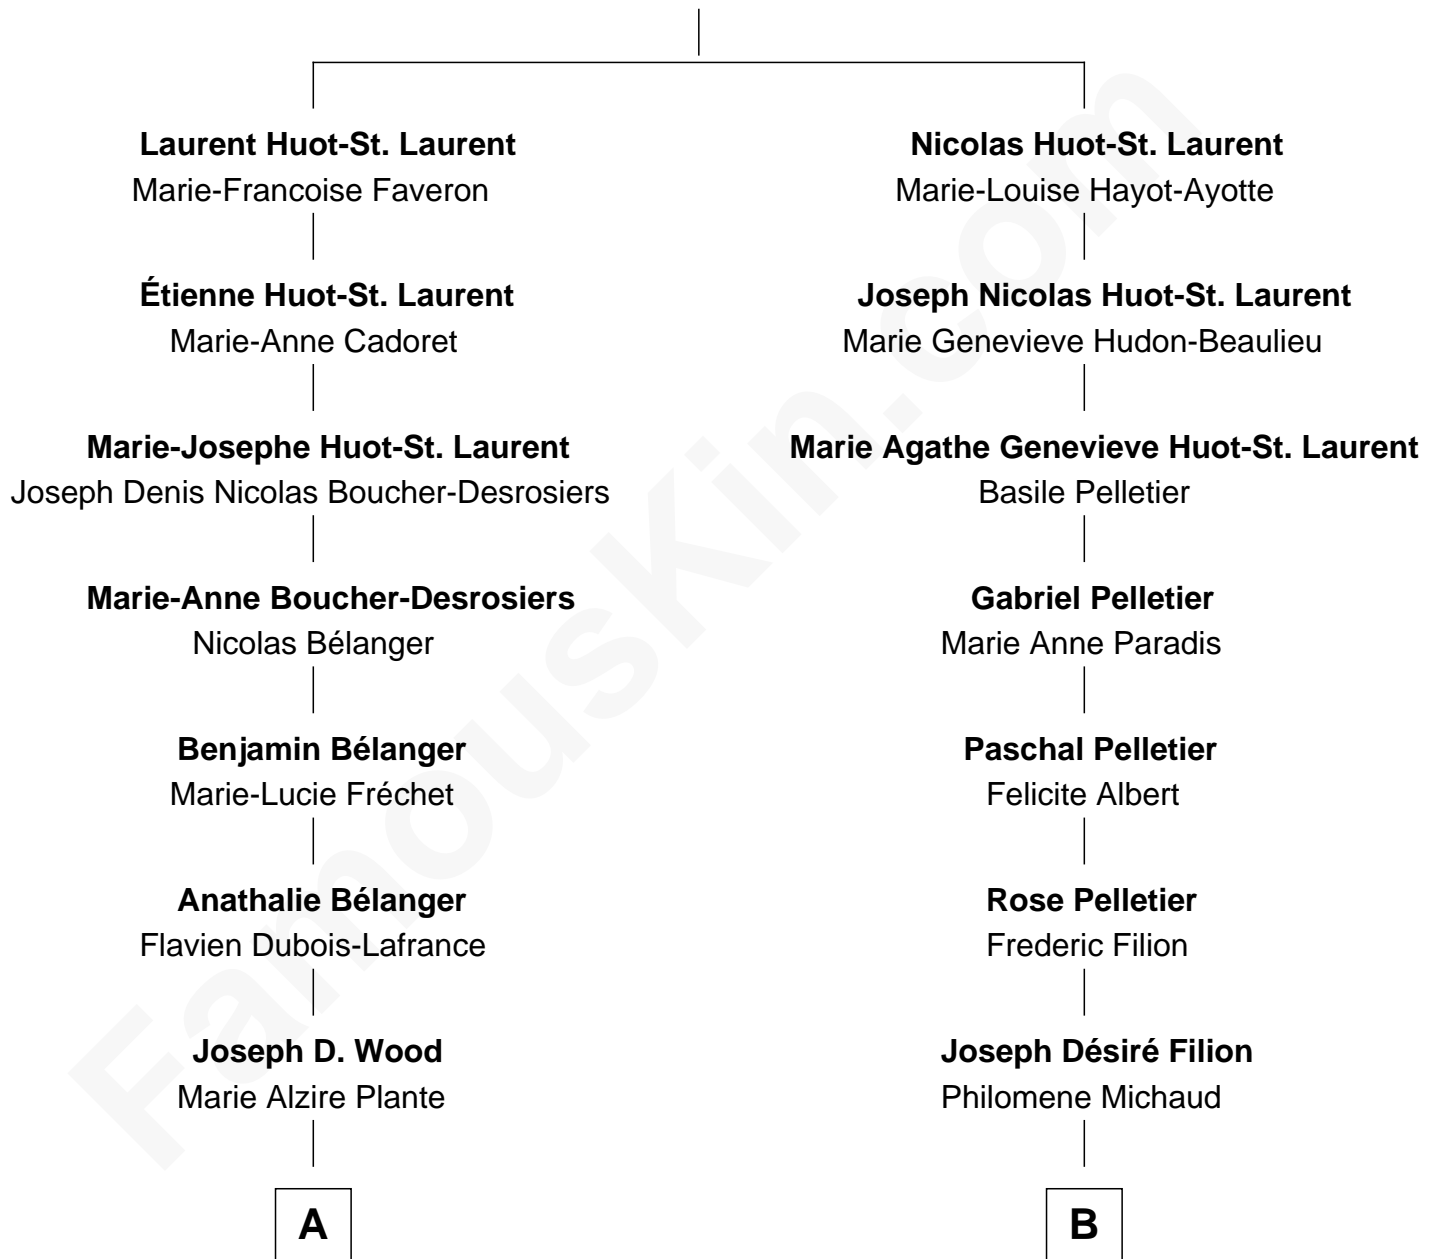 Laurent Huot-St. Laurent
Marie-Francoise Faveron
Étienne Huot-St. Laurent
Marie-Anne Cadoret
Marie-Josephe Huot-St. Laurent
Joseph Denis Nicolas Boucher-Desrosiers
Marie-Anne Boucher-Desrosiers
Nicolas Bélanger
Benjamin Bélanger
Marie-Lucie Fréchet
Anathalie Bélanger
Flavien Dubois-Lafrance
Joseph D. Wood
Marie Alzire Plante
A
Nicolas Huot-St. Laurent
Marie-Louise Hayot-Ayotte
Joseph Nicolas Huot-St. Laurent
Marie Genevieve Hudon-Beaulieu
Marie Agathe Genevieve Huot-St. Laurent
Basile Pelletier
Gabriel Pelletier
Marie Anne Paradis
Paschal Pelletier
Felicite Albert
Rose Pelletier
Frederic Filion
Joseph Désiré Filion
Philomene Michaud
B
FamousKin.com